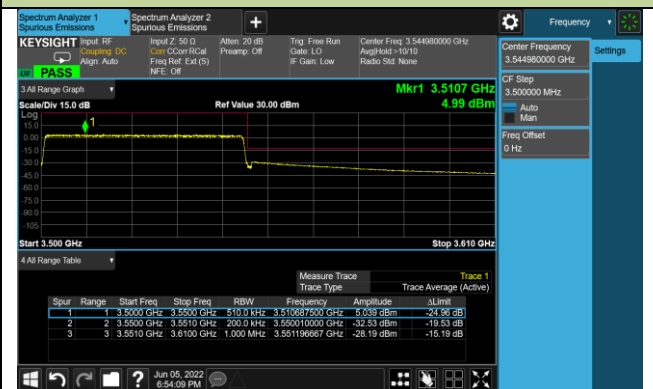 Spectrum Analyzer 1
Spurious Emissions
Spectrum Analyzer 2
Spurious Emissions
+
Frequency
KEYSIGHT
Input: RF
Coupling: DC
Align: Auto
Input Z: 50 Ω
Corr CCorr RCal
Freq Ref: Ext (S)
NFE: Off
Atten: 20 dB
Preamp: Off
Trig: Free Run
Gate: LO
IF Gain: Low
Center Freq: 3.544980000 GHz
Avg|Hold:>10/10
Radio Std: None
PASS
Center Frequency
3.544980000 GHz
Settings
CF Step
3.500000 MHz
Auto
Man
Freq Offset
0 Hz
3 All Range Graph
Mkr1 3.5107 GHz
4.99 dBm
Scale/Div 15.0 dB
Ref Value 30.00 dBm
Log
15.0
0.00
-15.0
-30.0
-45.0
-60.0
-75.0
-90.0
-105
1
Start 3.500 GHz
Stop 3.610 GHz
4 All Range Table
Measure Trace Trace 1
Trace Type Trace Average (Active)
Spur Range Start Freq Stop Freq RBW Frequency Amplitude ΔLimit
1 1 3.5000 GHz 3.5500 GHz 510.0 kHz 3.510687500 GHz 5.039 dBm -24.96 dB
2 2 3.5500 GHz 3.5510 GHz 200.0 kHz 3.550010000 GHz -32.53 dBm -19.53 dB
3 3 3.5510 GHz 3.6100 GHz 1.000 MHz 3.551196667 GHz -28.19 dBm -15.19 dB
Jun 05, 2022
6:54:09 PM